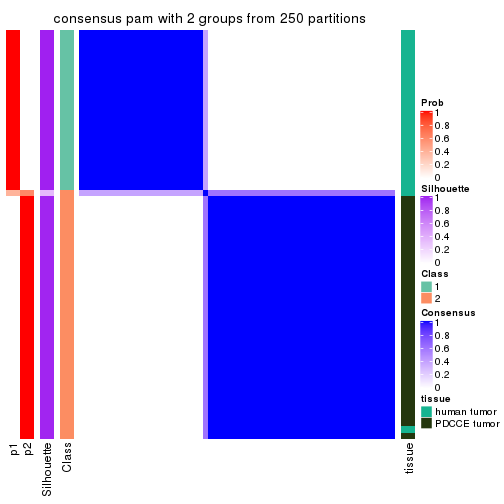 consensus pam with 2 groups from 250 partitions
Prob
1
0.8
0.6
0.4
0.2
0
Silhouette
1
0.8
0.6
0.4
0.2
0
Class
1
2
Consensus
1
0.8
0.6
0.4
0.2
0
tissue
human tumor
PDCCE tumor
p1
p2
Silhouette
Class
tissue